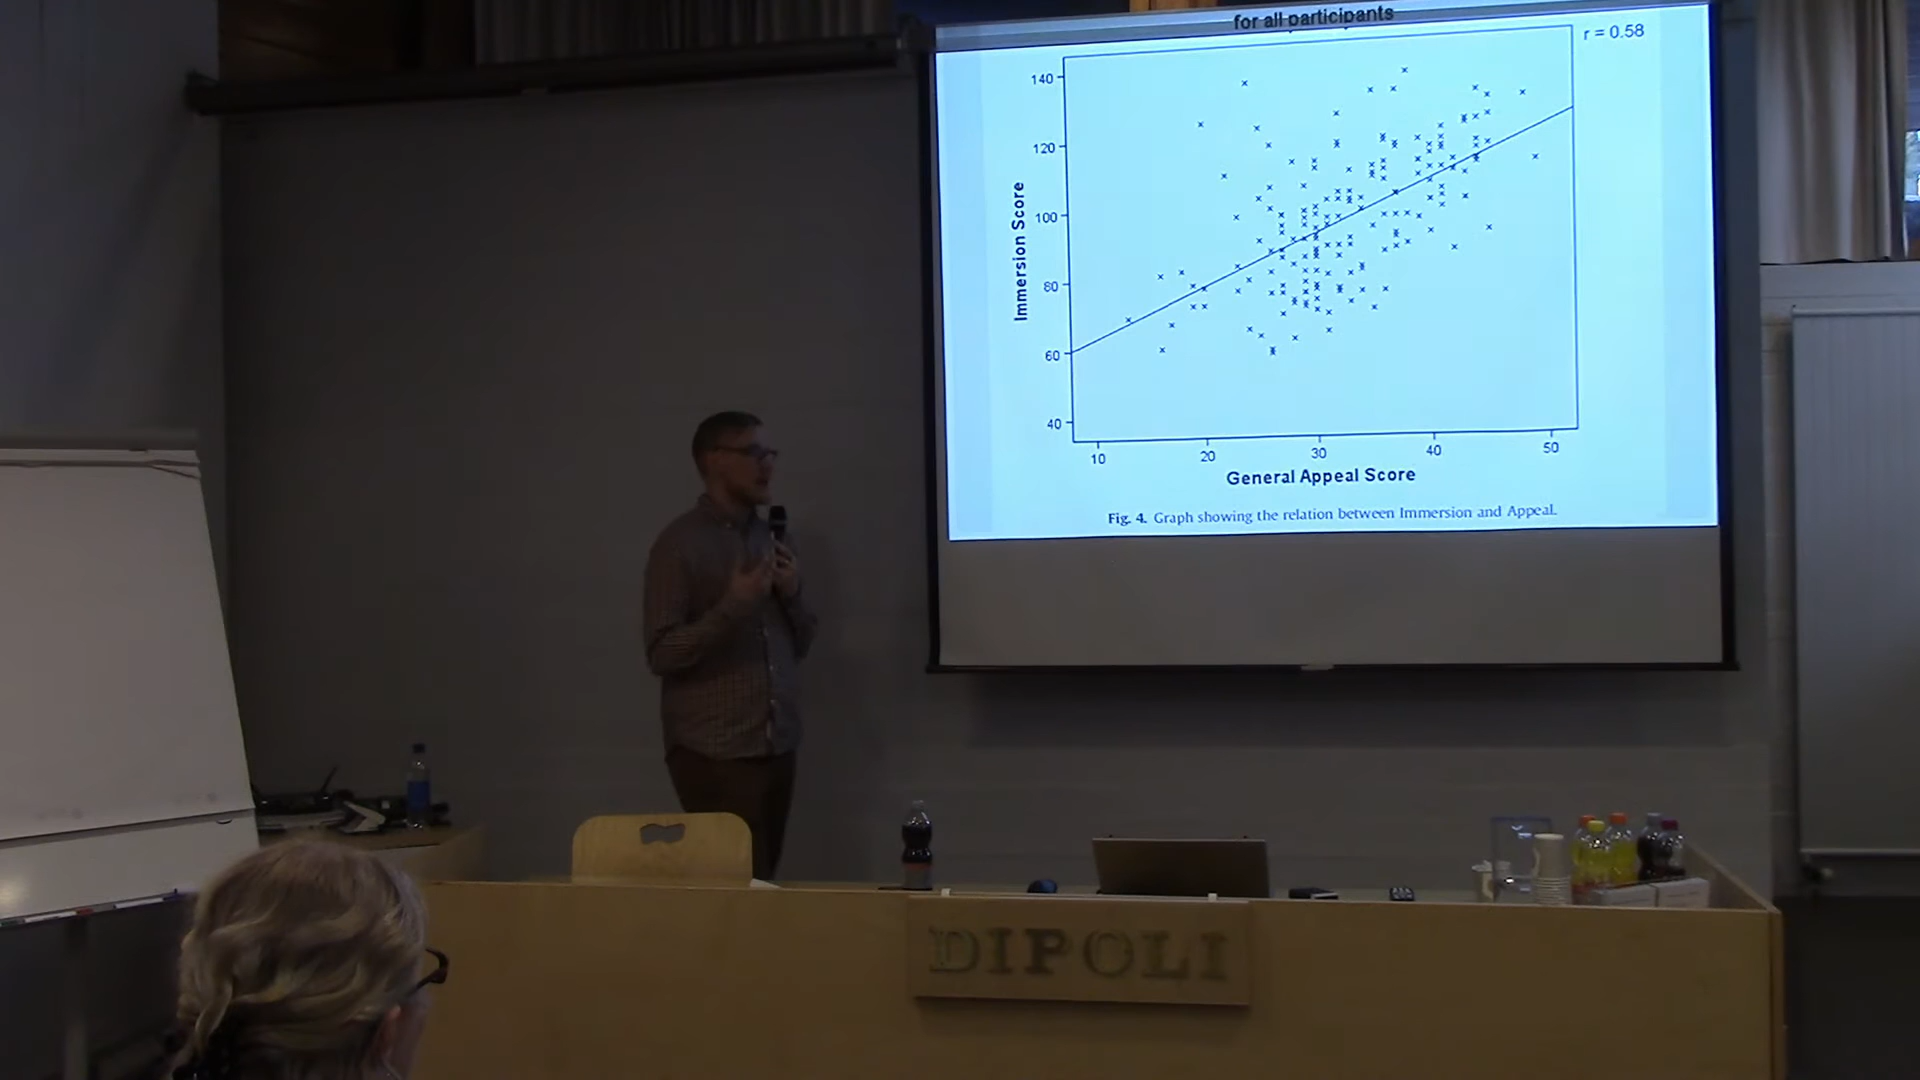 for all participants
r = 0.58
140
120
100
80
60
40
Immersion Score
10 20 30 40 50
General Appeal Score
Fig. 4. Graph showing the relation between Immersion and Appeal.
DIPOLI